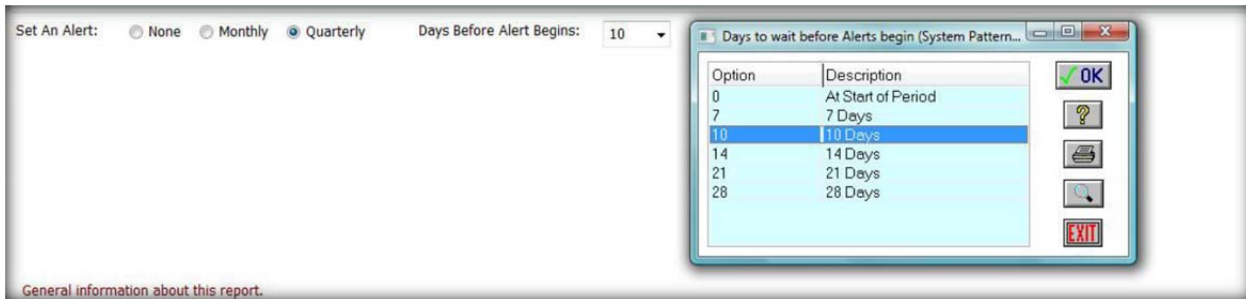 Set An Alert: None Monthly Quarterly Days Before Alert Begins: 10
Days to wait before Alerts begin (System Pattern...
Option Description
0 At Start of Period
7 7 Days
10 10 Days
14 14 Days
21 21 Days
28 28 Days
OK
?
EXIT
General information about this report.